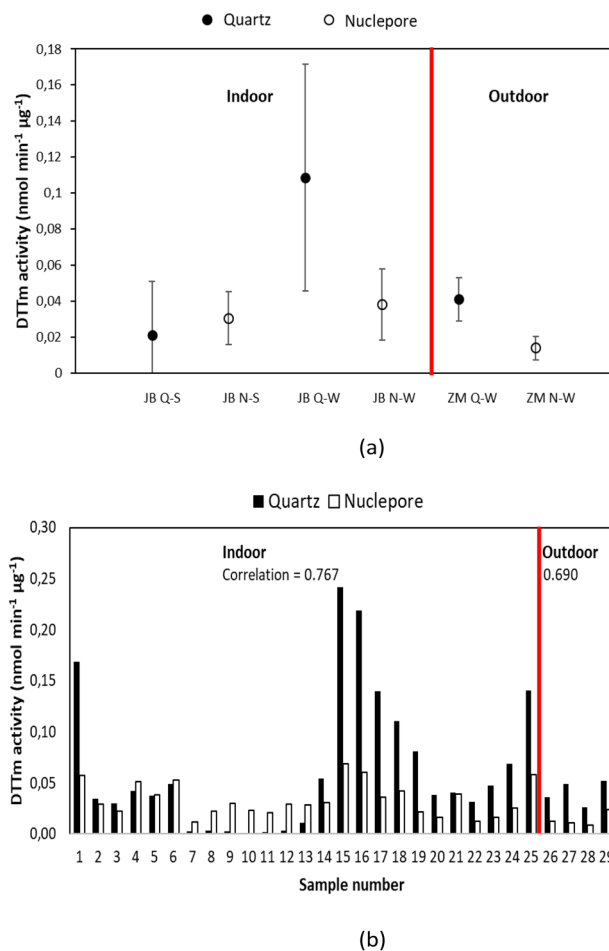 Quartz Nuclepore
0,18
0,16
0,14
0,12
0,1
0,08
0,06
0,04
0,02
0
DTTm activity (nmol min⁻¹ µg⁻¹)
Indoor Outdoor
JB Q-S JB N-S JB Q-W JB N-W ZM Q-W ZM N-W
(a)
Quartz Nuclepore
0,30
0,25
0,20
0,15
0,10
0,05
0,00
DTTm activity (nmol min⁻¹ µg⁻¹)
Indoor Outdoor
Correlation = 0.767 0.690
1 2 3 4 5 6 7 8 9 10 11 12 13 14 15 16 17 18 19 20 21 22 23 24 25 26 27 28 29
Sample number
(b)